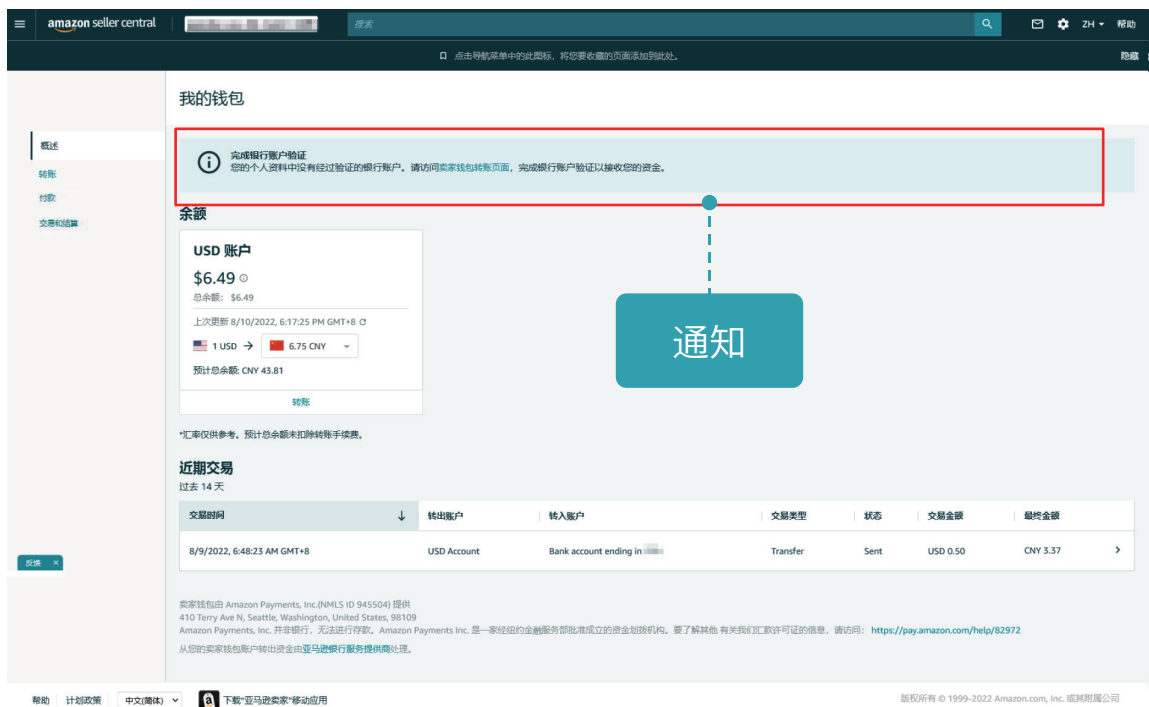 amazon seller central
搜索
ZH
帮助
点击导航菜单中的此图标，将您要收藏的页面添加到此处。
隐藏
我的钱包
概述
转账
付款
交易和结算
完成银行账户验证
您的个人资料中没有经过验证的银行账户。请访问卖家钱包转账页面，完成银行账户验证以接收您的资金。
余额
USD 账户
$6.49
总余额: $6.49
上次更新 8/10/2022, 6:17:25 PM GMT+8
1 USD → 6.75 CNY
预计总余额: CNY 43.81
转账
通知
*汇率仅供参考。预计总余额未扣除转账手续费。
近期交易
过去 14 天
交易时间 ↓ 转出账户 转入账户 交易类型 状态 交易金额 最终金额
8/9/2022, 6:48:23 AM GMT+8 USD Account Bank account ending in Transfer Sent USD 0.50 CNY 3.37
反馈 ×
卖家钱包由 Amazon Payments, Inc.(NMLS ID 945504) 提供
410 Terry Ave N, Seattle, Washington, United States, 98109
Amazon Payments, Inc. 并非银行，无法进行存款。Amazon Payments Inc. 是一家经纽约金融服务部批准成立的资金划拨机构。要了解其他 有关我们汇款许可证的信息，请访问： https://pay.amazon.com/help/82972
从您的卖家钱包账户转出资金由亚马逊银行服务提供商处理。
帮助 计划政策 中文(简体) 下载“亚马逊卖家”移动应用
版权所有 © 1999-2022 Amazon.com, Inc. 或其附属公司